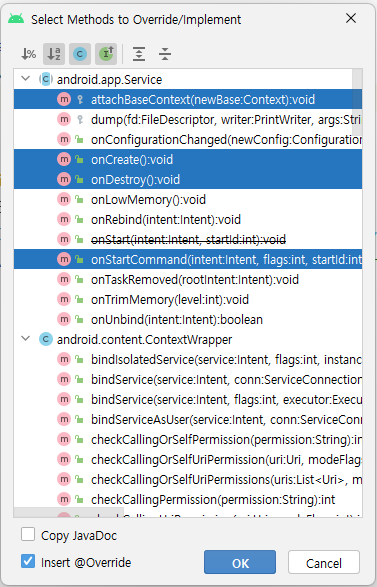 Select Methods to Override/Implement
android.app.Service
attachBaseContext(newBase:Context):void
dump(fd:FileDescriptor, writer:PrintWriter, args:Stri
onConfigurationChanged(newConfig:Configuration
onCreate():void
onDestroy():void
onLowMemory():void
onRebind(intent:Intent):void
onStart(intent:Intent, startId:int):void
onStartCommand(intent:Intent, flags:int, startId:int
onTaskRemoved(rootIntent:Intent):void
onTrimMemory(level:int):void
onUnbind(intent:Intent):boolean
android.content.ContextWrapper
bindIsolatedService(service:Intent, flags:int, instanc
bindService(service:Intent, conn:ServiceConnection
bindService(service:Intent, flags:int, executor:Execu
bindServiceAsUser(service:Intent, conn:ServiceConn
checkCallingOrSelfPermission(permission:String):int
checkCallingOrSelfUriPermission(uri:Uri, modeFlags
checkCallingOrSelfUriPermissions(uris:List<Uri>, m
checkCallingPermission(permission:String):int
Copy JavaDoc
Insert @Override
OK
Cancel